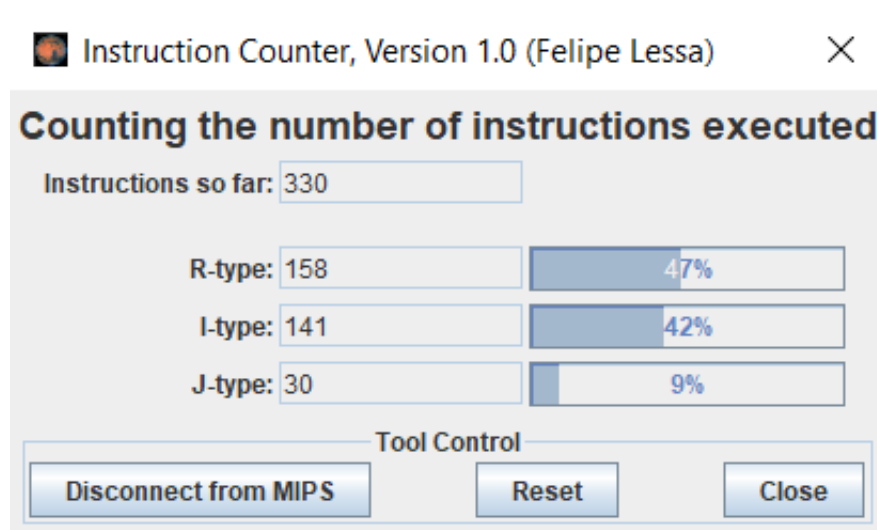 Instruction Counter, Version 1.0 (Felipe Lessa)
Counting the number of instructions executed
Instructions so far: 330
R-type: 158 47%
I-type: 141 42%
J-type: 30 9%
Tool Control
Disconnect from MIPS Reset Close